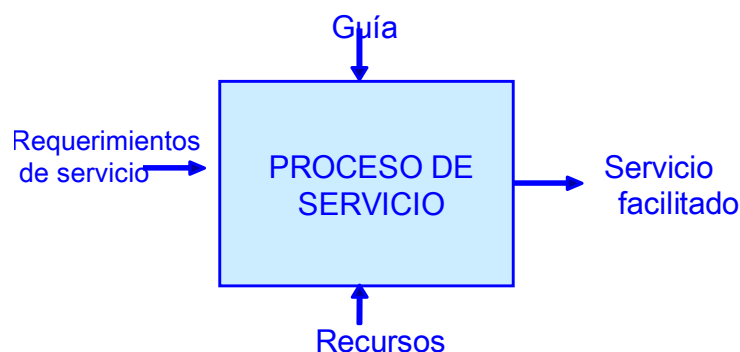 Guía
Requerimientos
de servicio
PROCESO DE
SERVICIO
Servicio
facilitado
Recursos